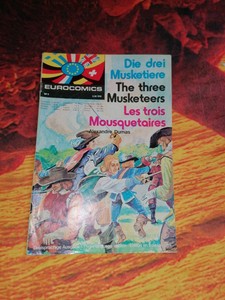 EUROCOMICS
Die drei
Musketiere
The three
Musketeers
Les trois
Mousquetaires
Alexandre Dumas